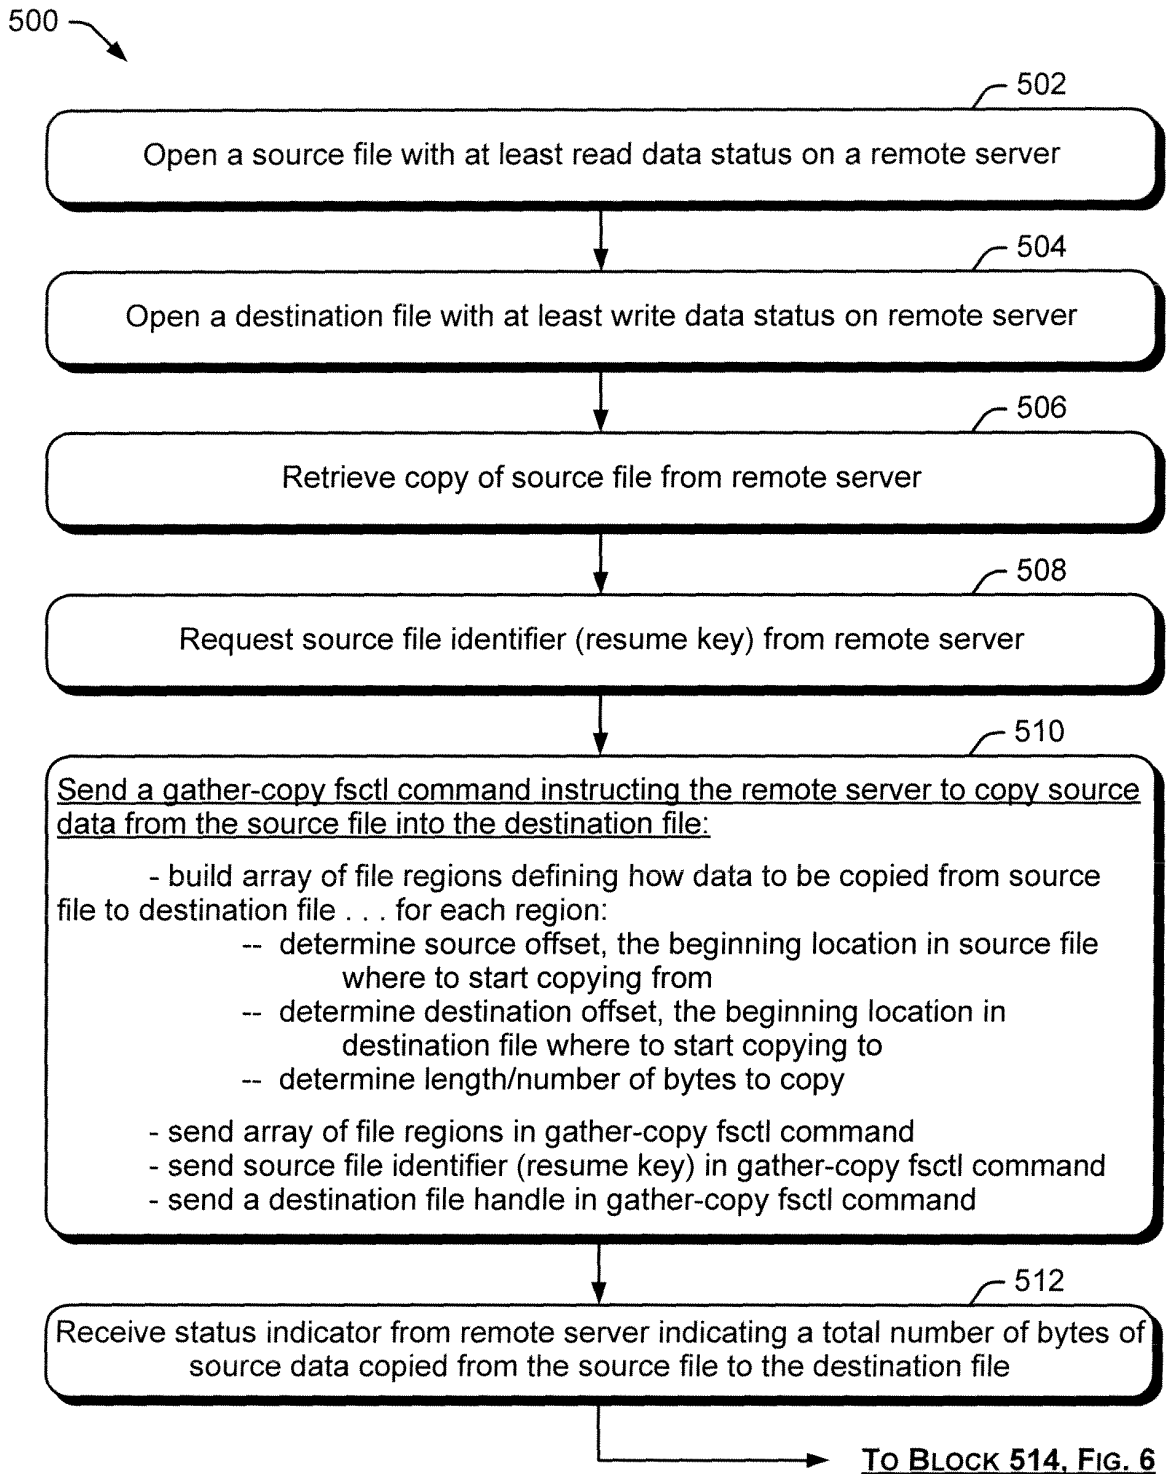 500
502
Open a source file with at least read data status on a remote server
504
Open a destination file with at least write data status on remote server
506
Retrieve copy of source file from remote server
508
Request source file identifier (resume key) from remote server
510
Send a gather-copy fsctl command instructing the remote server to copy source
data from the source file into the destination file:
- build array of file regions defining how data to be copied from source
file to destination file . . . for each region:
-- determine source offset, the beginning location in source file
where to start copying from
-- determine destination offset, the beginning location in
destination file where to start copying to
-- determine length/number of bytes to copy
- send array of file regions in gather-copy fsctl command
- send source file identifier (resume key) in gather-copy fsctl command
- send a destination file handle in gather-copy fsctl command
512
Receive status indicator from remote server indicating a total number of bytes of
source data copied from the source file to the destination file
TO BLOCK 514, FIG. 6